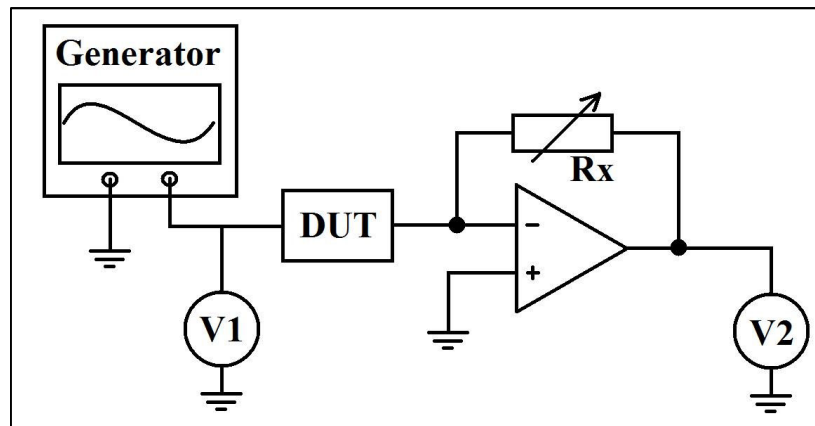 Generator
Rx
DUT
-
+
V1
V2